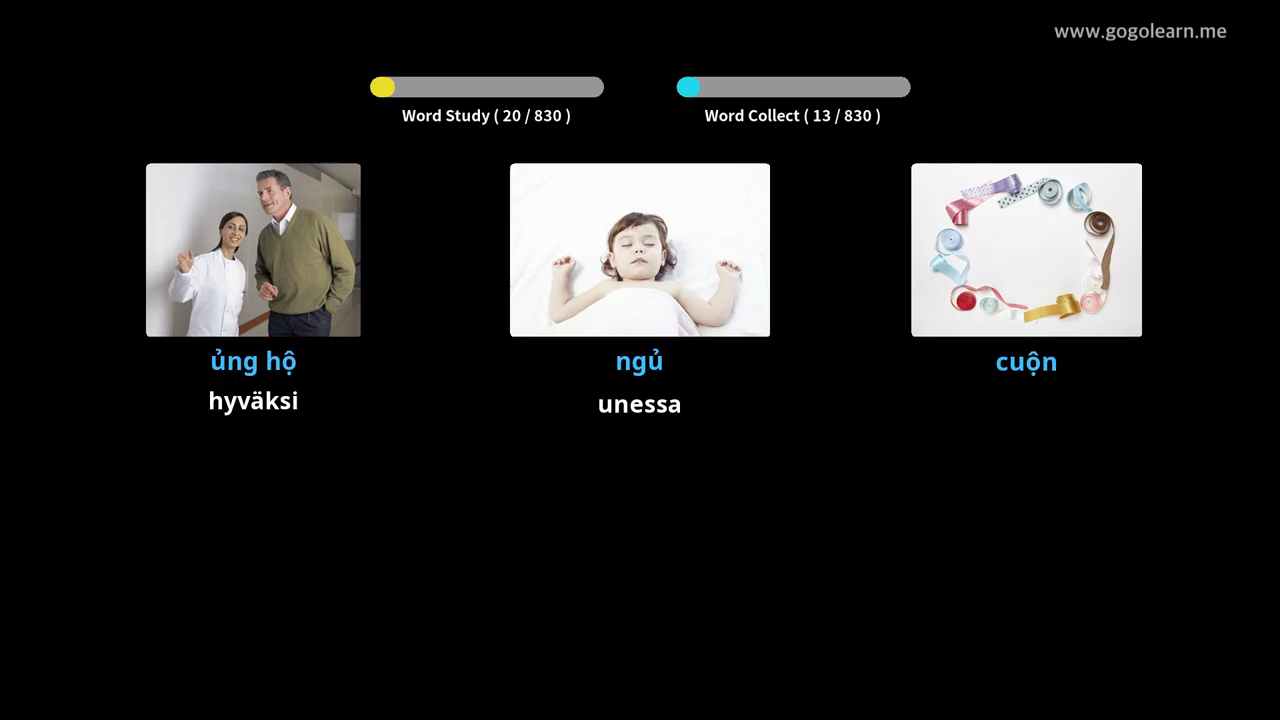 www.gogolearn.me
Word Study ( 20 / 830 )
Word Collect ( 13 / 830 )
ủng hộ
hyväksi
ngủ
unessa
cuộn